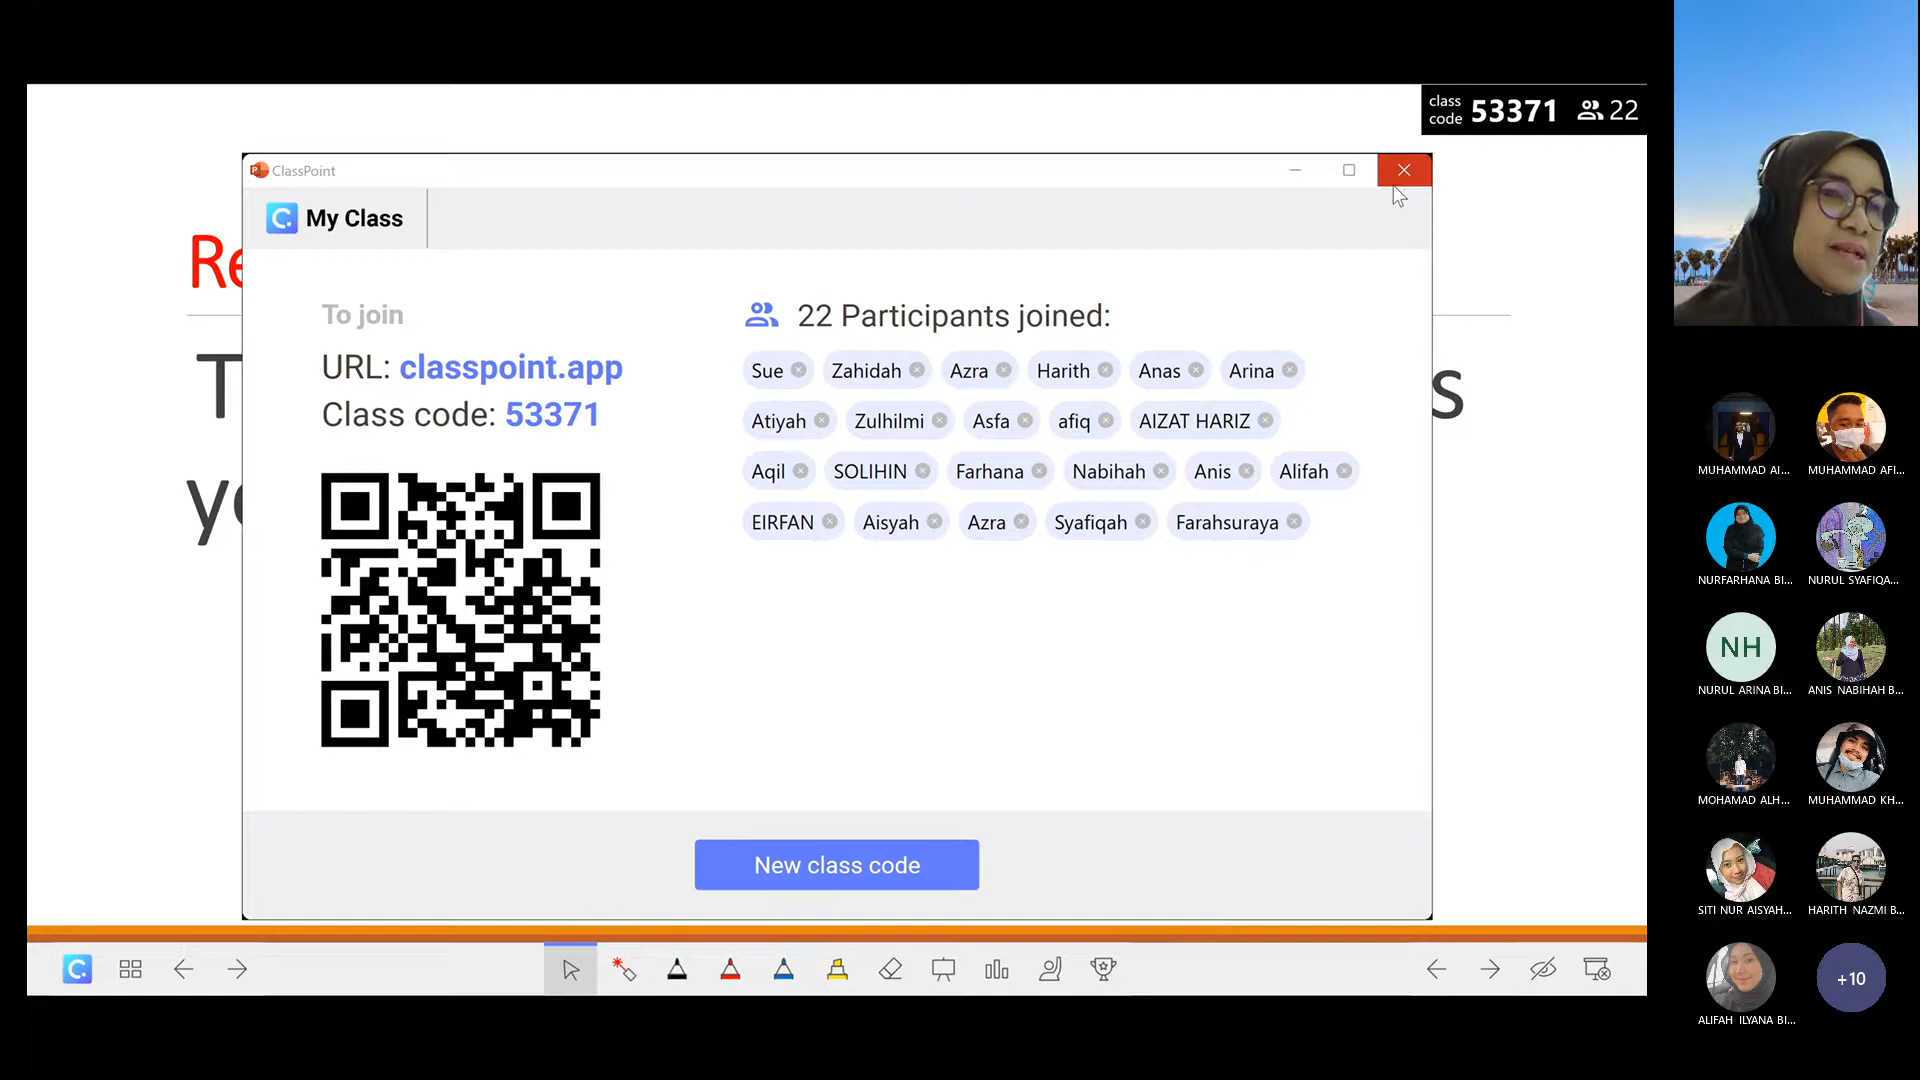 class code 53371 22
ClassPoint
My Class
Re
To join
URL: classpoint.app
Class code: 53371
22 Participants joined:
Sue Zahidah Azra Harith Anas Arina
Atiyah Zulhilmi Asfa afiq AIZAT HARIZ
Aqil SOLIHIN Farhana Nabihah Anis Alifah
EIRFAN Aisyah Azra Syafiqah Farahsuraya
T
s
ye
New class code
MUHAMMAD AI... MUHAMMAD AFI...
NURFARHANA BI... NURUL SYAFIQA...
NH
NURUL ARINA BI... ANIS NABIHAH B...
MOHAMAD ALH... MUHAMMAD KH...
SITI NUR AISYAH... HARITH NAZMI B...
+10
ALIFAH ILYANA BI...